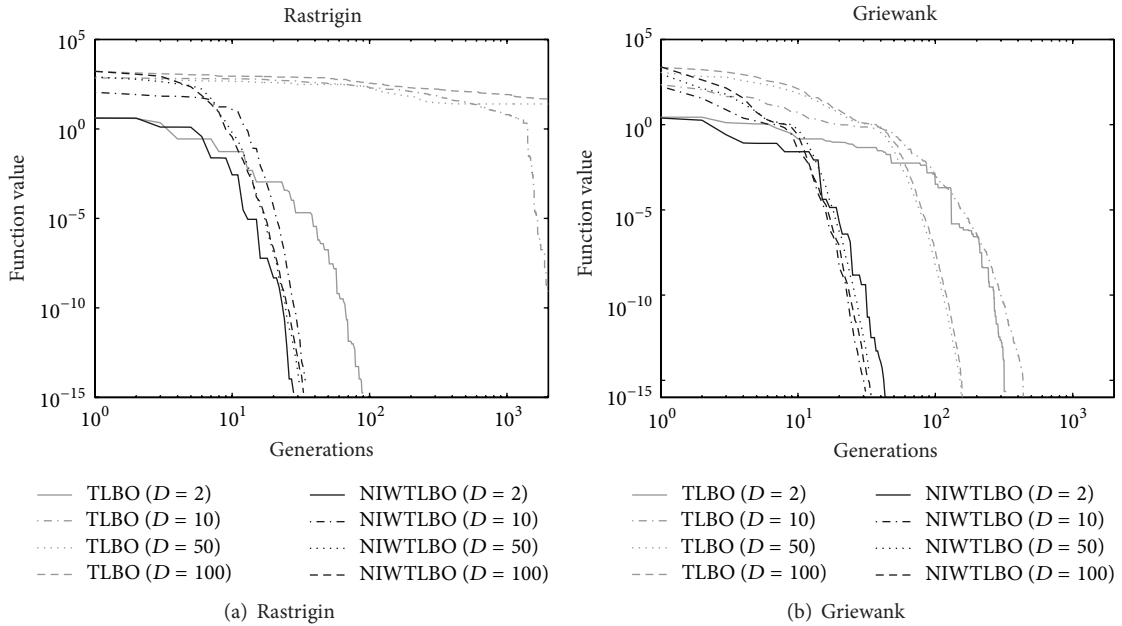 Rastrigin
10^5
10^0
10^-5
10^-10
10^-15
Function value
10^0
10^1
10^2
10^3
Generations
TLBO (D = 2)
TLBO (D = 10)
TLBO (D = 50)
TLBO (D = 100)
NIWTLBO (D = 2)
NIWTLBO (D = 10)
NIWTLBO (D = 50)
NIWTLBO (D = 100)
(a) Rastrigin
Griewank
10^5
10^0
10^-5
10^-10
10^-15
Function value
10^0
10^1
10^2
10^3
Generations
TLBO (D = 2)
TLBO (D = 10)
TLBO (D = 50)
TLBO (D = 100)
NIWTLBO (D = 2)
NIWTLBO (D = 10)
NIWTLBO (D = 50)
NIWTLBO (D = 100)
(b) Griewank